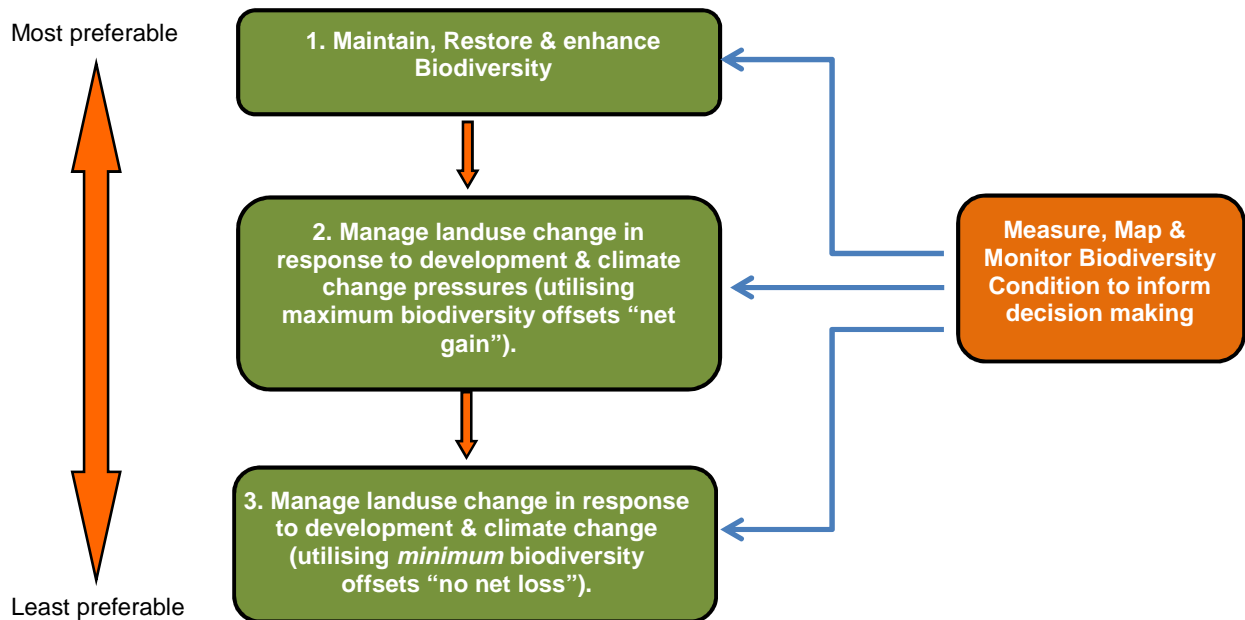 Most preferable
1. Maintain, Restore & enhance
Biodiversity
2. Manage landuse change in
response to development & climate
change pressures (utilising
maximum biodiversity offsets “net
gain”).
Measure, Map &
Monitor Biodiversity
Condition to inform
decision making
3. Manage landuse change in response
to development & climate change
(utilising minimum biodiversity
offsets “no net loss”).
Least preferable